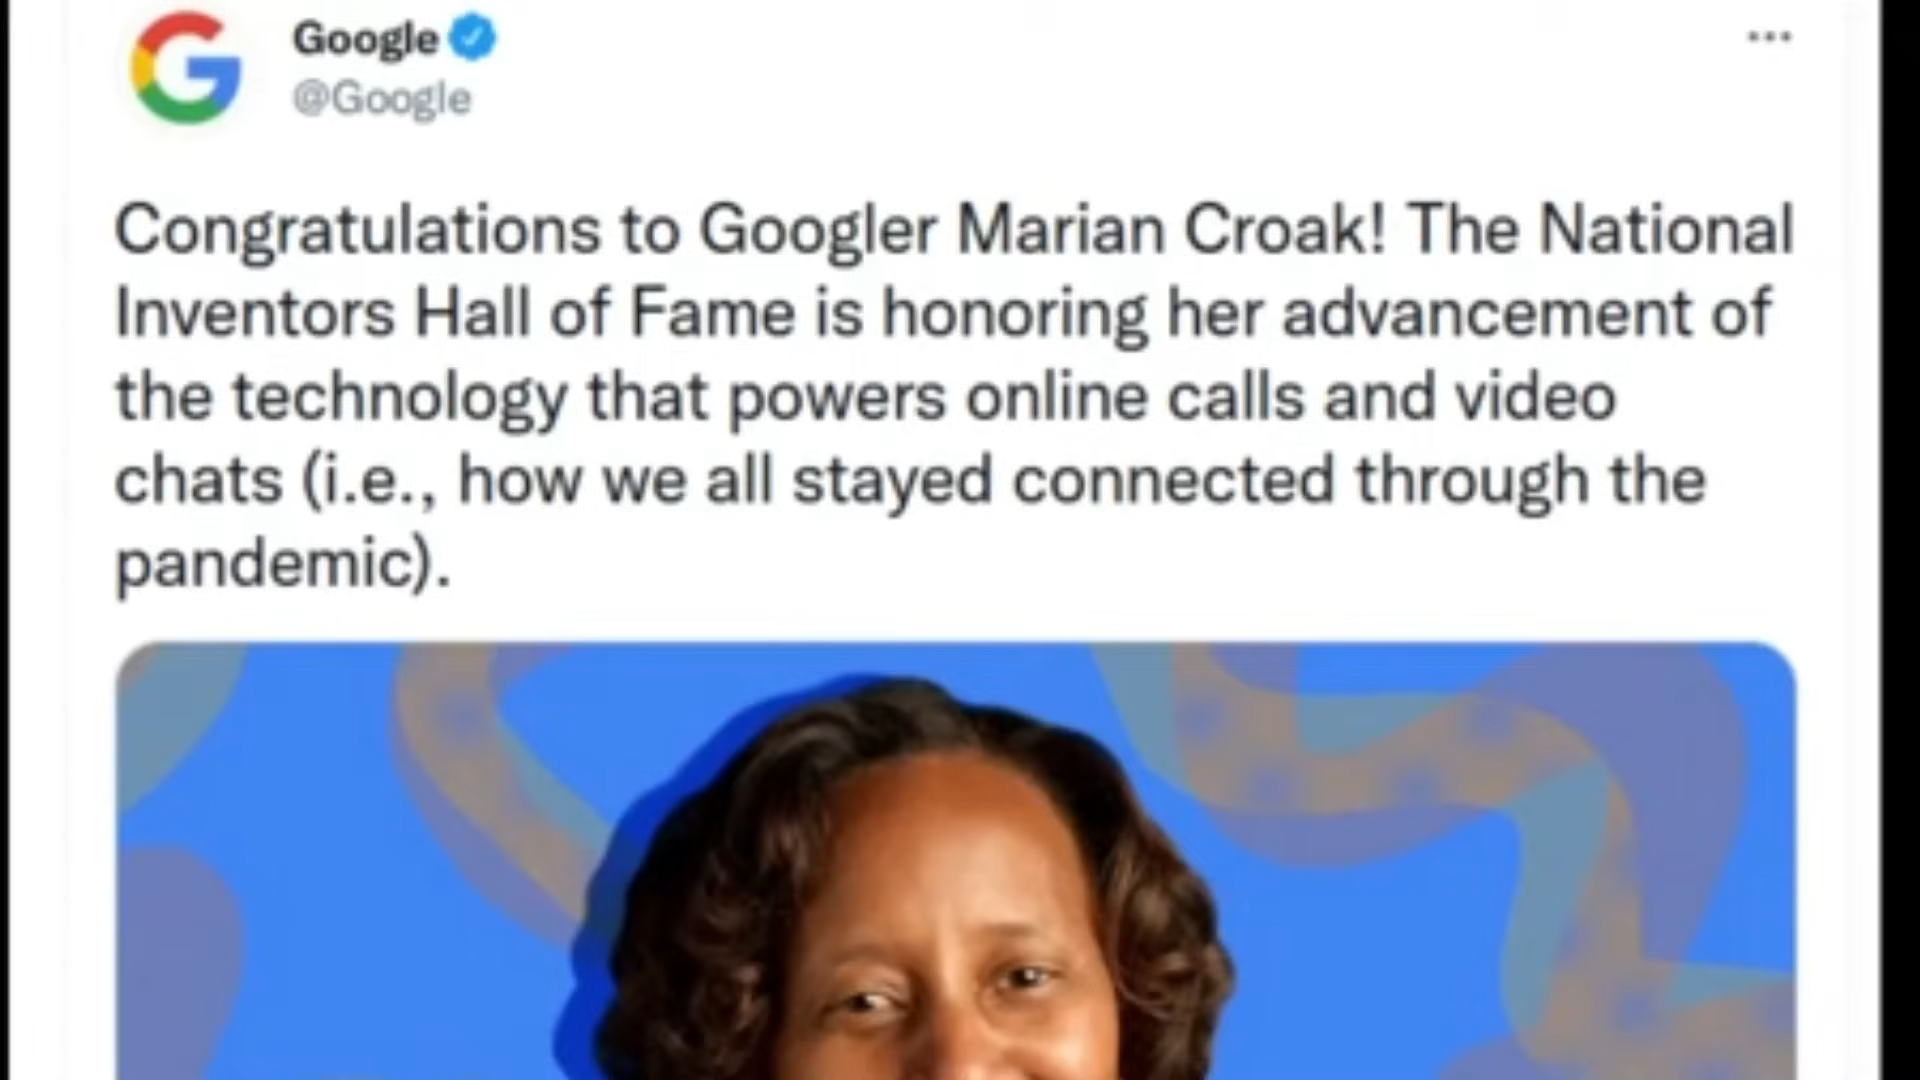 Google
@Google
Congratulations to Googler Marian Croak! The National
Inventors Hall of Fame is honoring her advancement of
the technology that powers online calls and video
chats (i.e., how we all stayed connected through the
pandemic).